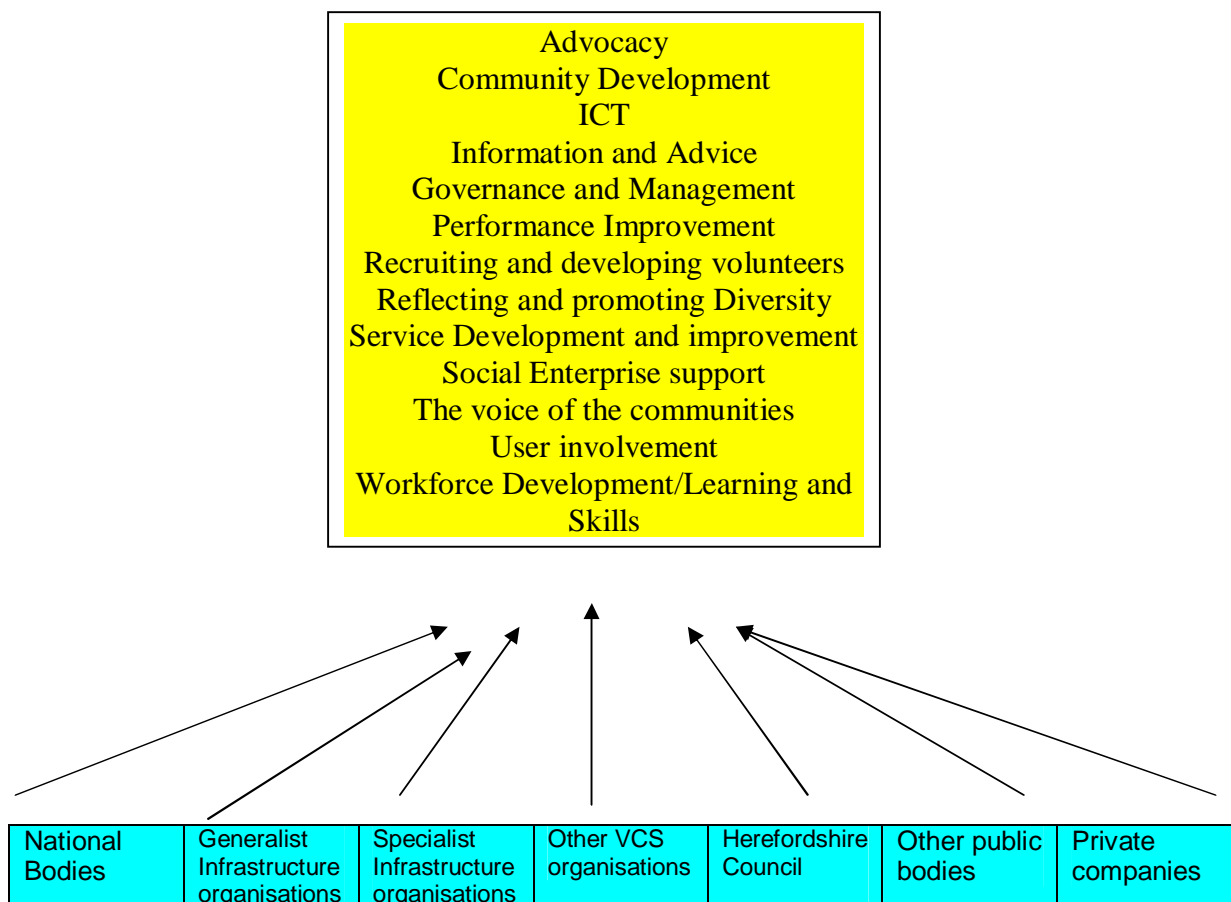 Advocacy
Community Development
ICT
Information and Advice
Governance and Management
Performance Improvement
Recruiting and developing volunteers
Reflecting and promoting Diversity
Service Development and improvement
Social Enterprise support
The voice of the communities
User involvement
Workforce Development/Learning and
Skills
National
Bodies
Generalist
Infrastructure
organisations
Specialist
Infrastructure
organisations
Other VCS
organisations
Herefordshire
Council
Other public
bodies
Private
companies